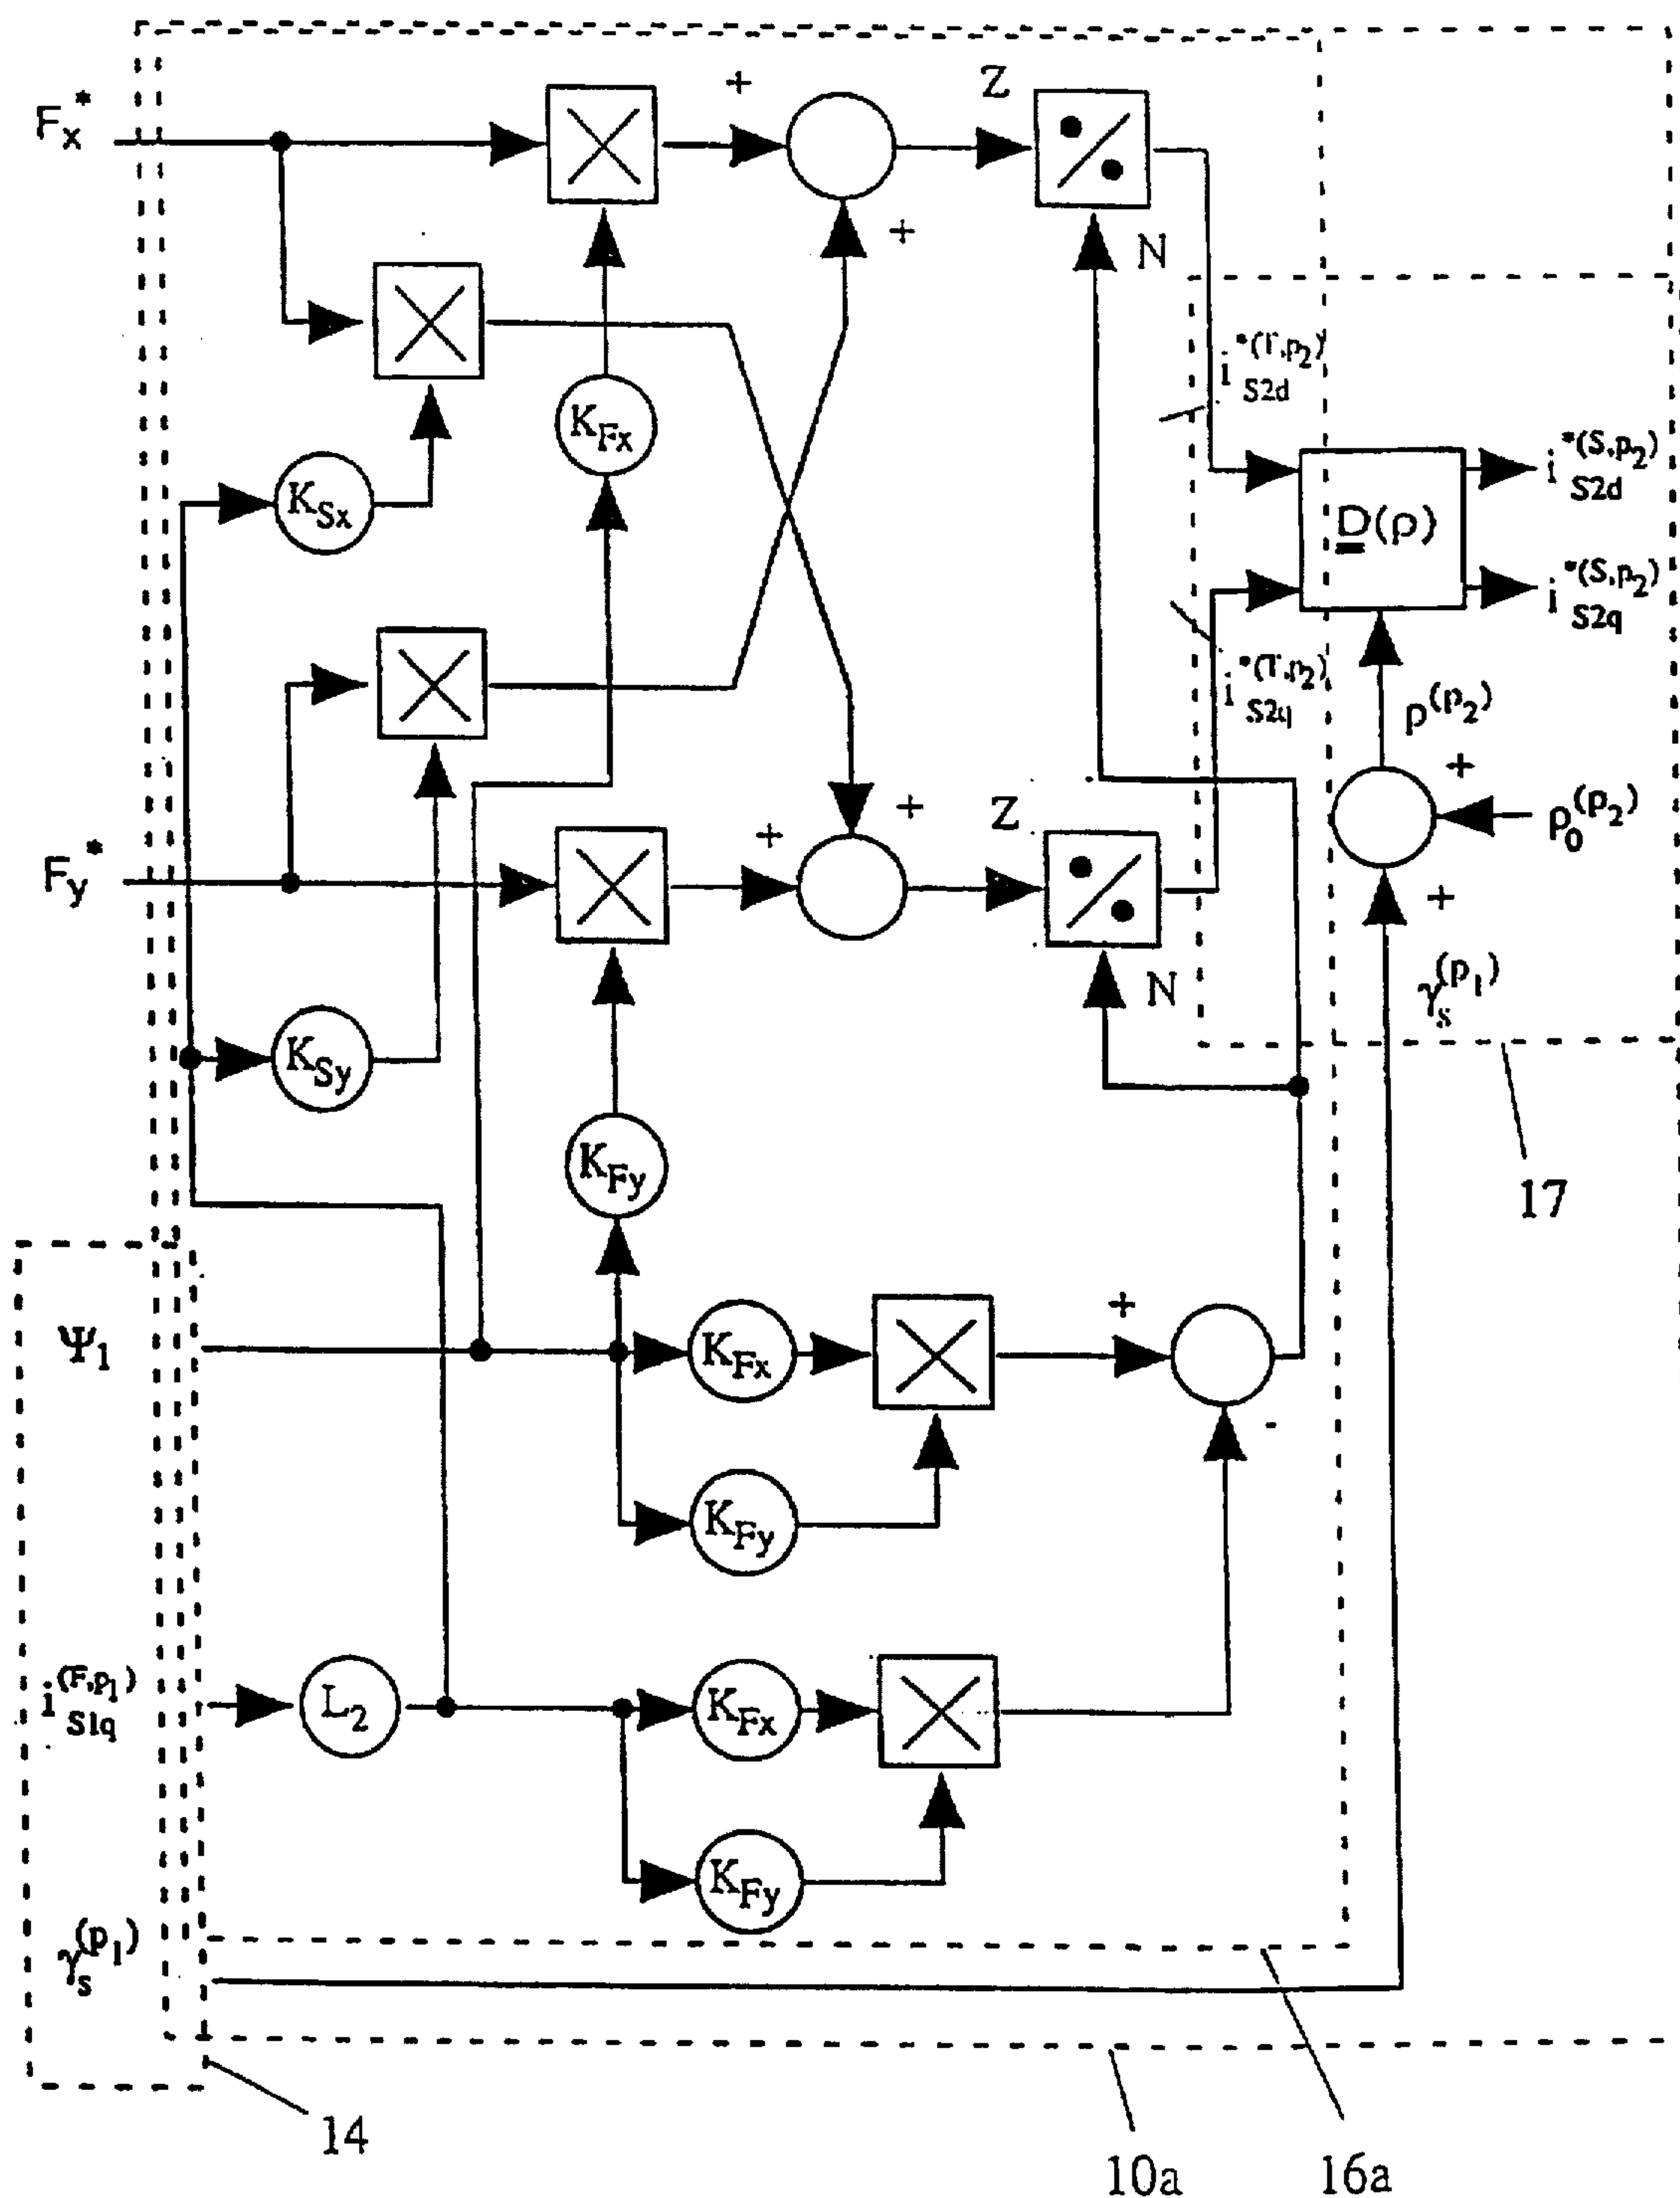 +
Z
Fx*
+
N
i*(T,p2)S2d
KFx
i*(S,p2)S2d
KSx
D(ρ)
i*(S,p2)S2q
i*(T,p2)S2q
ρ(p2)
+
Z
+
+
ρ0(p2)
Fy*
+
N
γs(p1)
KSy
KFy
17
+
Ψ1
KFx
-
KFy
i(F,p1)S1q
L2
KFx
KFy
γs(p1)
14
10a
16a